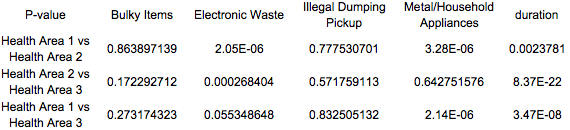 P-value Bulky Items Electronic Waste Illegal Dumping Pickup Metal/Household Appliances duration
Health Area 1 vs Health Area 2 0.863897139 2.05E-06 0.777530701 3.28E-06 0.0023781
Health Area 2 vs Health Area 3 0.172292712 0.000268404 0.571759113 0.642751576 8.37E-22
Health Area 1 vs Health Area 3 0.273174323 0.055348648 0.832505132 2.14E-06 3.47E-08